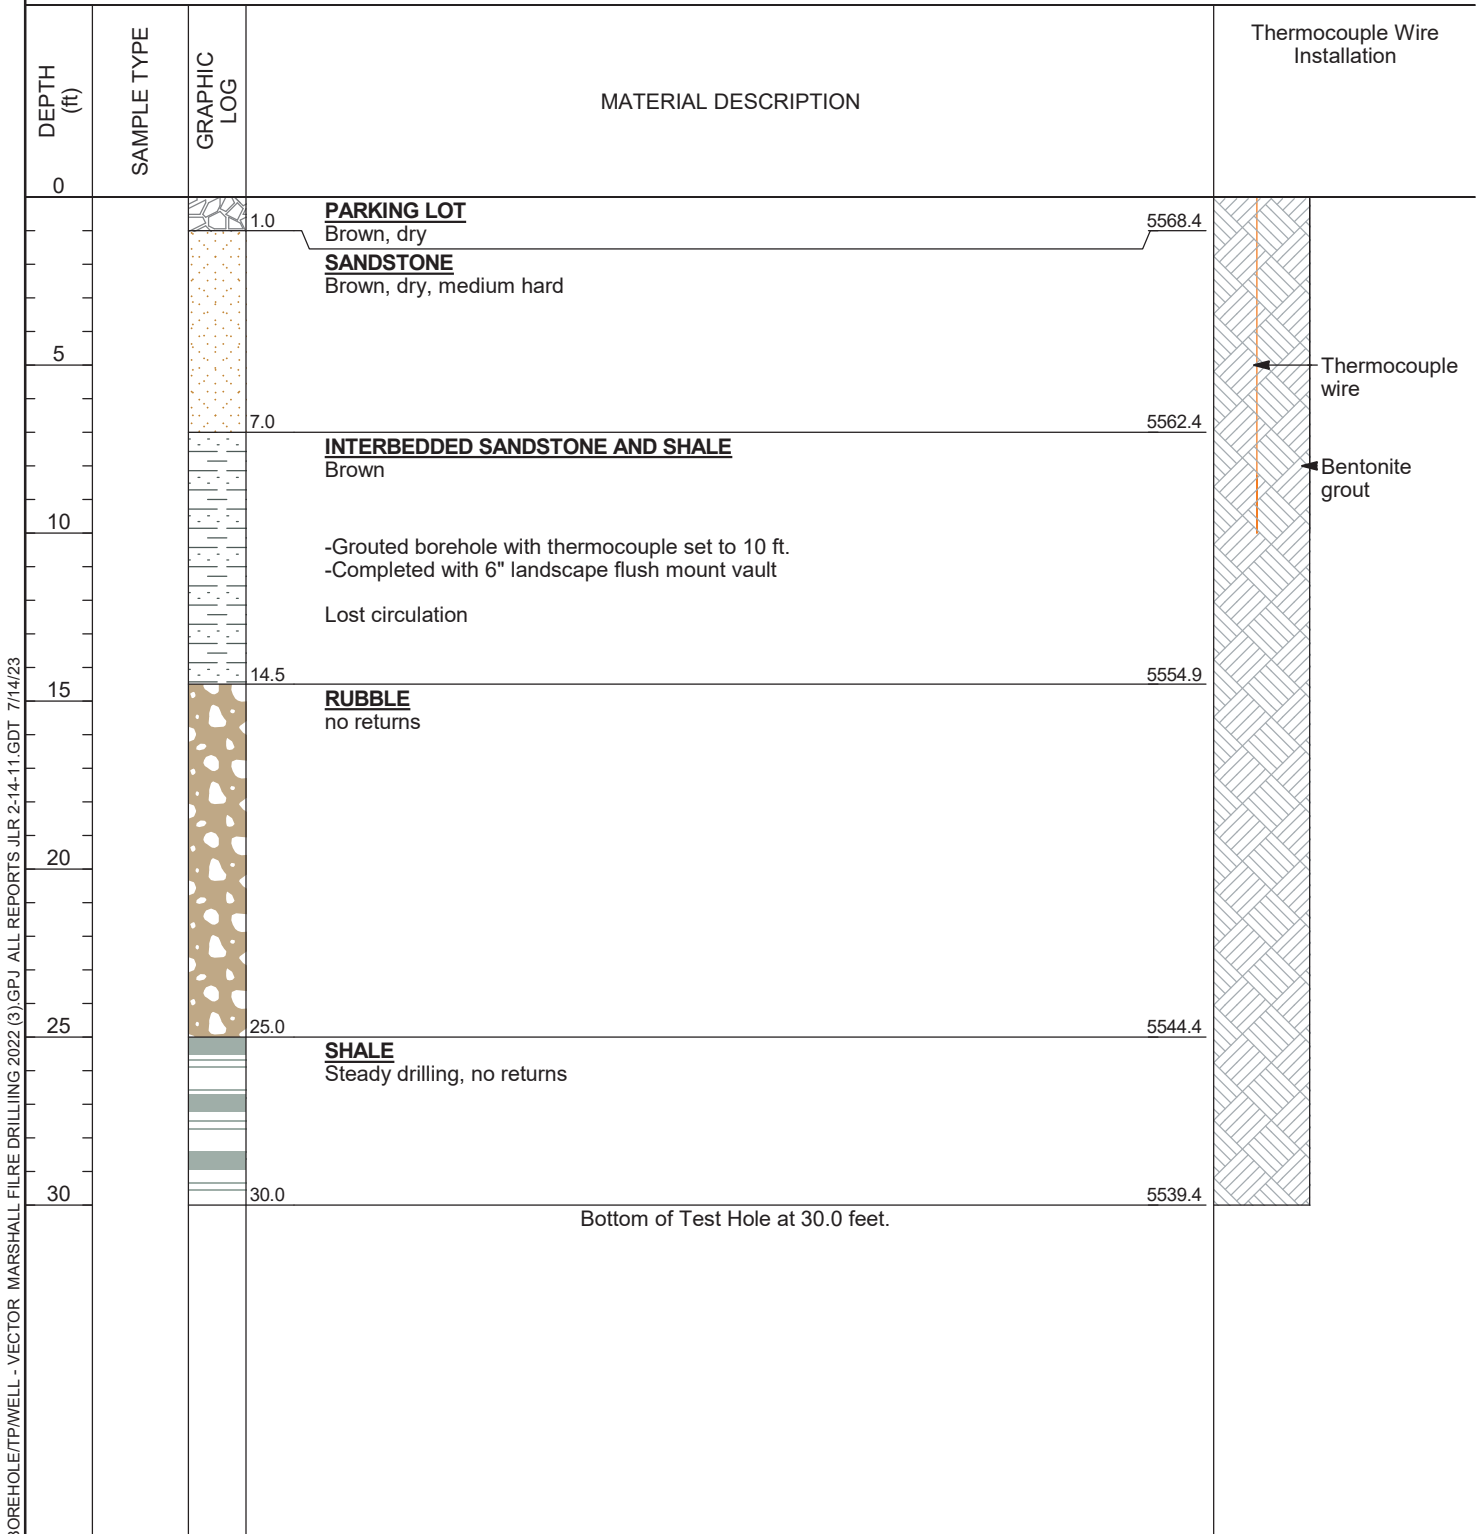 DEPTH
(ft)
SAMPLE TYPE
GRAPHIC
LOG
MATERIAL DESCRIPTION
Thermocouple Wire
Installation
0
1.0
PARKING LOT
5568.4
Brown, dry
SANDSTONE
Brown, dry, medium hard
5
Thermocouple
wire
7.0
5562.4
INTERBEDDED SANDSTONE AND SHALE
Brown
Bentonite
grout
10
-Grouted borehole with thermocouple set to 10 ft.
-Completed with 6" landscape flush mount vault
Lost circulation
14.5
5554.9
15
RUBBLE
no returns
20
25
25.0
5544.4
SHALE
Steady drilling, no returns
30
30.0
5539.4
Bottom of Test Hole at 30.0 feet.
BOREHOLE/TP/WELL - VECTOR MARSHALL FILRE DRILLIING 2022 (3).GPJ ALL REPORTS JLR 2-14-11.GDT 7/14/23